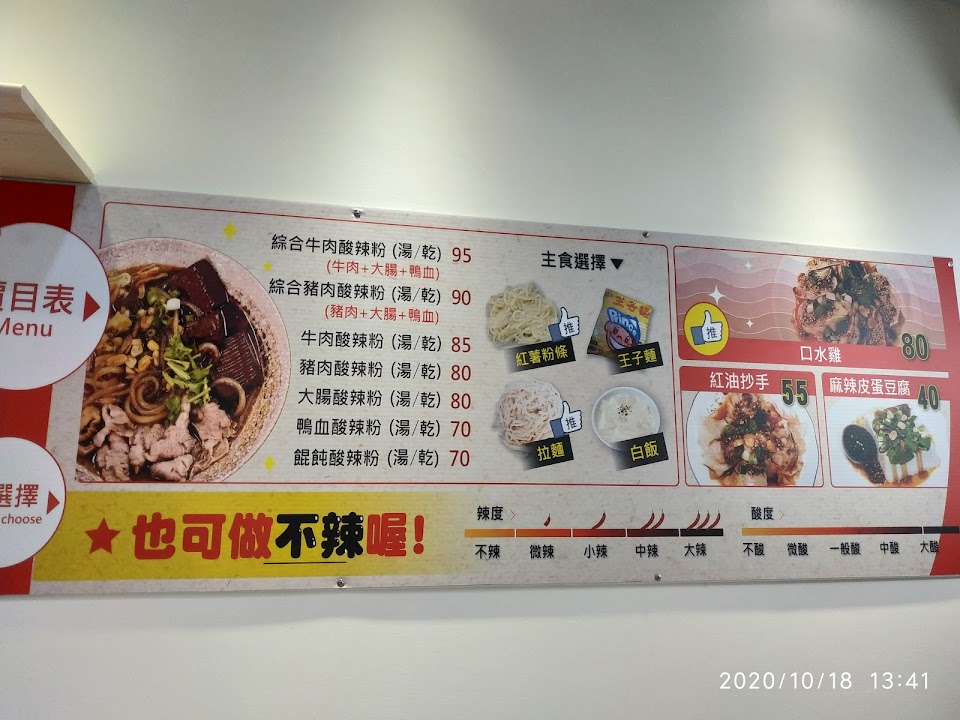 目表
Menu
選擇
choose
綜合牛肉酸辣粉 (湯/乾) 95
(牛肉+大腸+鴨血)
綜合豬肉酸辣粉 (湯/乾) 90
(豬肉+大腸+鴨血)
牛肉酸辣粉 (湯/乾) 85
豬肉酸辣粉 (湯/乾) 80
大腸酸辣粉 (湯/乾) 80
鴨血酸辣粉 (湯/乾) 70
餛飩酸辣粉 (湯/乾) 70
主食選擇▼
推
紅薯粉條
王子麵
推
拉麵
白飯
推
口水雞 80
紅油抄手 55
麻辣皮蛋豆腐 40
★也可做不辣喔!
辣度
不辣 微辣 小辣 中辣 大辣
酸度
不酸 微酸 一般酸 中酸 大酸
2020/10/18 13:41